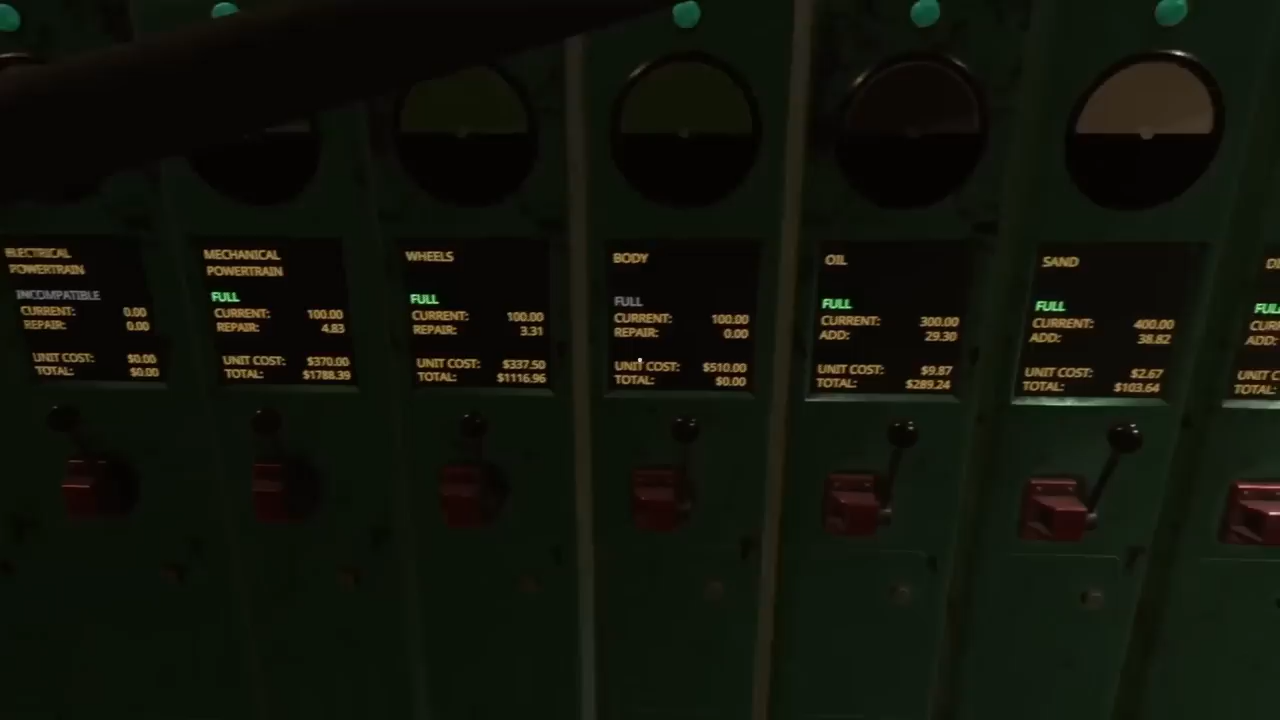 ELECTRICAL
POWERTRAIN
INCOMPATIBLE
CURRENT: 0.00
REPAIR: 0.00
UNIT COST: $0.00
TOTAL: $0.00
MECHANICAL
POWERTRAIN
FULL
CURRENT: 100.00
REPAIR: 4.83
UNIT COST: $370.00
TOTAL: $1788.39
WHEELS
FULL
CURRENT: 100.00
REPAIR: 3.31
UNIT COST: $337.50
TOTAL: $1116.96
BODY
FULL
CURRENT: 100.00
REPAIR: 0.00
UNIT COST: $510.00
TOTAL: $0.00
OIL
FULL
CURRENT: 300.00
ADD: 29.30
UNIT COST: $9.87
TOTAL: $289.24
SAND
FULL
CURRENT: 400.00
ADD: 38.82
UNIT COST: $2.67
TOTAL: $103.64
ADD:
UNIT C
TOTAL: